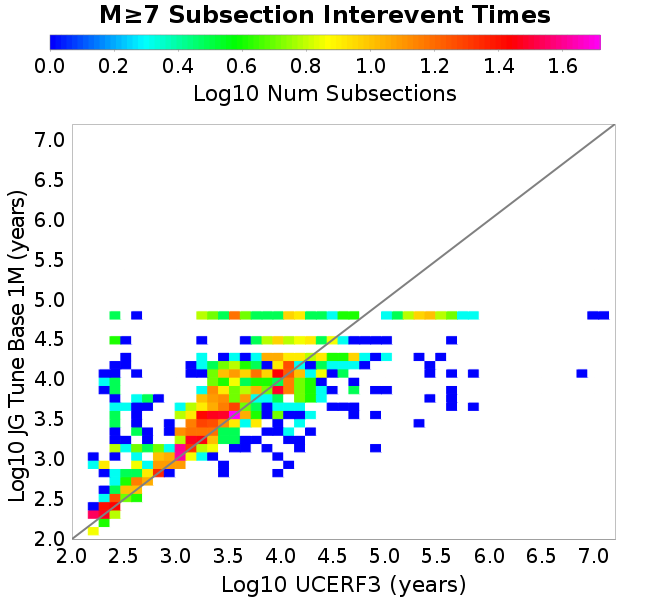 M≥7 Subsection Interevent Times
0.0 0.2 0.4 0.6 0.8 1.0 1.2 1.4 1.6
Log10 Num Subsections
Log10 JG Tune Base 1M (years)
7.0
6.5
6.0
5.5
5.0
4.5
4.0
3.5
3.0
2.5
2.0
2.0 2.5 3.0 3.5 4.0 4.5 5.0 5.5 6.0 6.5 7.0
Log10 UCERF3 (years)